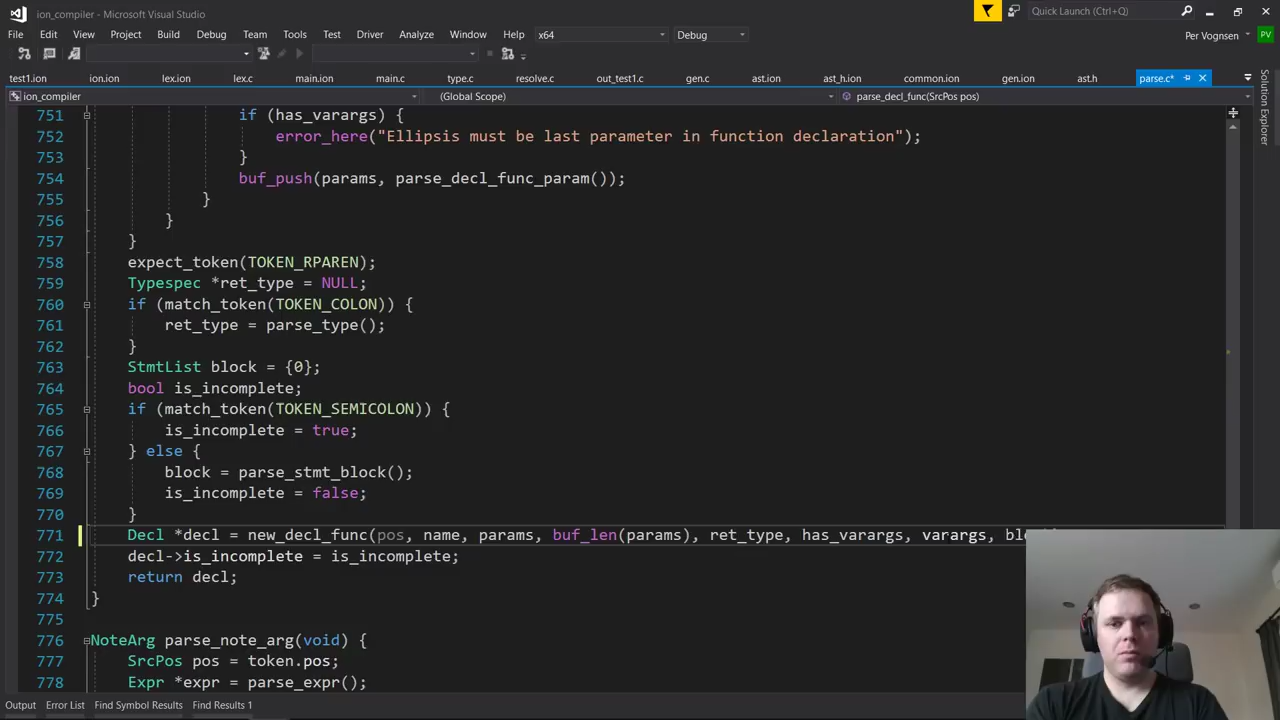 ion_compiler - Microsoft Visual Studio
Quick Launch (Ctrl+Q)
File Edit View Project Build Debug Team Tools Test Driver Analyze Window Help x64 Debug Per Vognsen PV
test1.ion ion.ion lex.ion lex.c main.ion main.c type.c resolve.c out_test1.c gen.c ast.ion ast_h.ion common.ion gen.ion ast.h parse.c*
ion_compiler (Global Scope) parse_decl_func(SrcPos pos)
Solution Explorer
751 if (has_varargs) {
752 error_here("Ellipsis must be last parameter in function declaration");
753 }
754 buf_push(params, parse_decl_func_param());
755 }
756 }
757 }
758 expect_token(TOKEN_RPAREN);
759 Typespec *ret_type = NULL;
760 if (match_token(TOKEN_COLON)) {
761 ret_type = parse_type();
762 }
763 StmtList block = {0};
764 bool is_incomplete;
765 if (match_token(TOKEN_SEMICOLON)) {
766 is_incomplete = true;
767 } else {
768 block = parse_stmt_block();
769 is_incomplete = false;
770 }
771 Decl *decl = new_decl_func(pos, name, params, buf_len(params), ret_type, has_varargs, varargs,
772 decl->is_incomplete = is_incomplete;
773 return decl;
774 }
775
776 NoteArg parse_note_arg(void) {
777 SrcPos pos = token.pos;
778 Expr *expr = parse_expr();
Output Error List Find Symbol Results Find Results 1